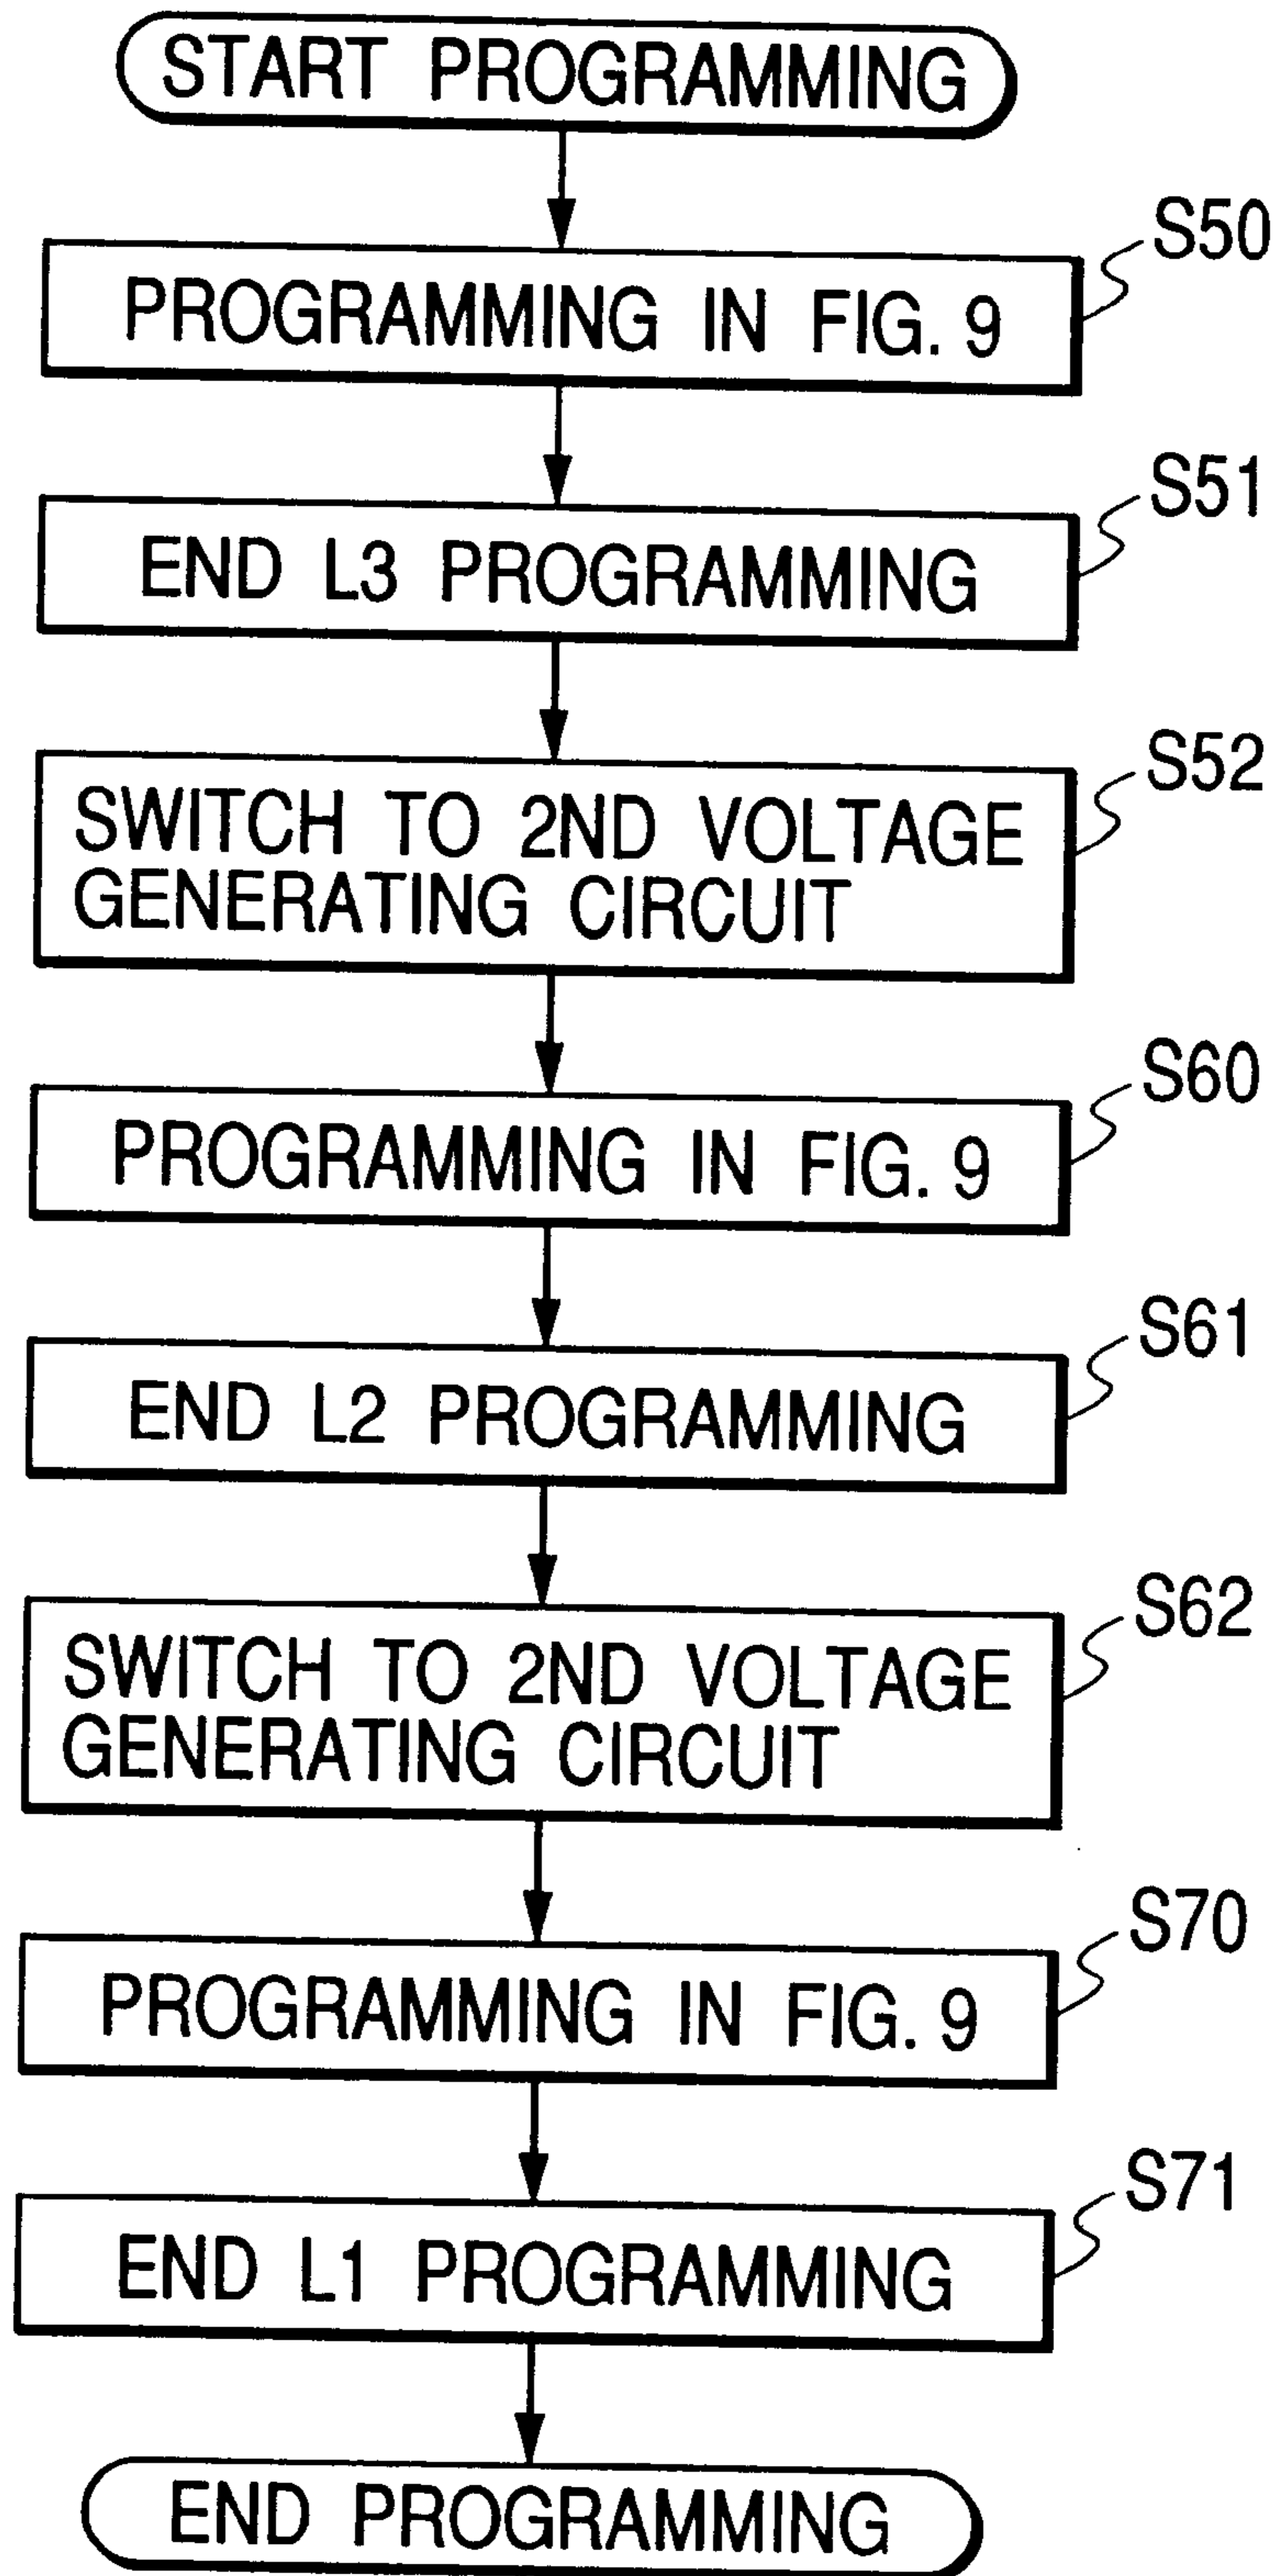 START PROGRAMMING
S50
PROGRAMMING IN FIG. 9
S51
END L3 PROGRAMMING
S52
SWITCH TO 2ND VOLTAGE
GENERATING CIRCUIT
S60
PROGRAMMING IN FIG. 9
S61
END L2 PROGRAMMING
S62
SWITCH TO 2ND VOLTAGE
GENERATING CIRCUIT
S70
PROGRAMMING IN FIG. 9
S71
END L1 PROGRAMMING
END PROGRAMMING